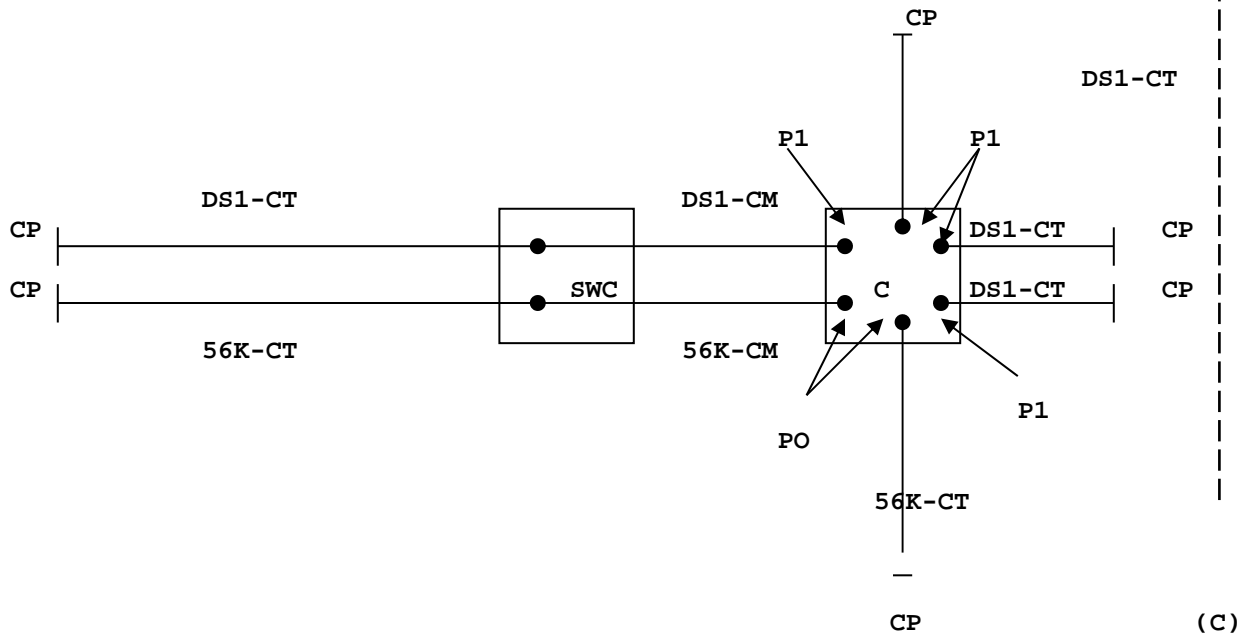 CP
DS1-CT
P1 P1
DS1-CT DS1-CM
CP DS1-CT CP
CP SWC C DS1-CT CP
56K-CT 56K-CM
P1
PO
56K-CT
CP (C)